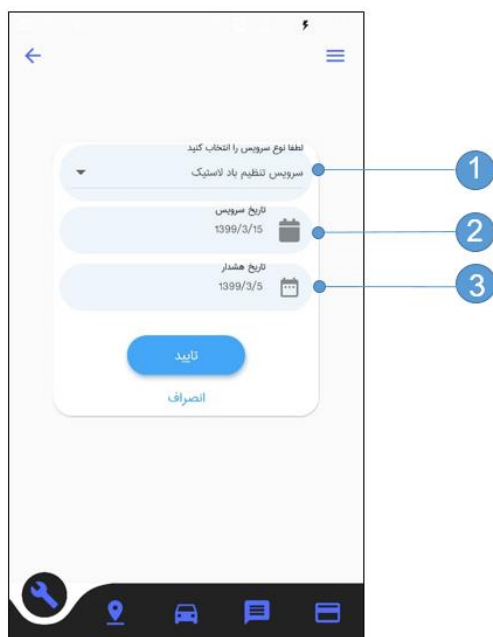 لطفا نوع سرویس را انتخاب کنید
سرویس تنظیم باد لاستیک
1
تاریخ سرویس
1399/3/15
2
تاریخ هشدار
1399/3/5
3
تایید
انصراف